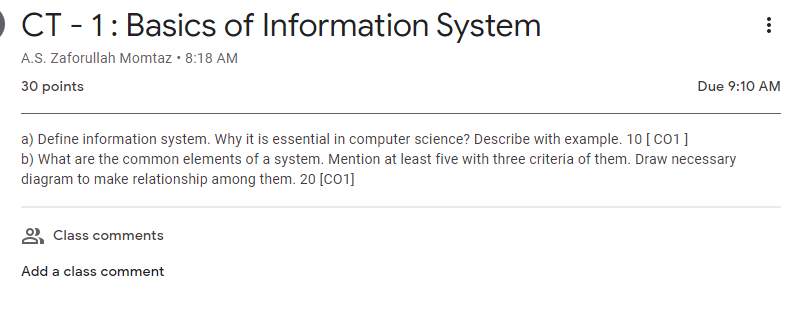 CT - 1 : Basics of Information System
A.S. Zaforullah Momtaz • 8:18 AM
30 points
Due 9:10 AM
a) Define information system. Why it is essential in computer science? Describe with example. 10 [ CO1 ]
b) What are the common elements of a system. Mention at least five with three criteria of them. Draw necessary
diagram to make relationship among them. 20 [CO1]
Class comments
Add a class comment